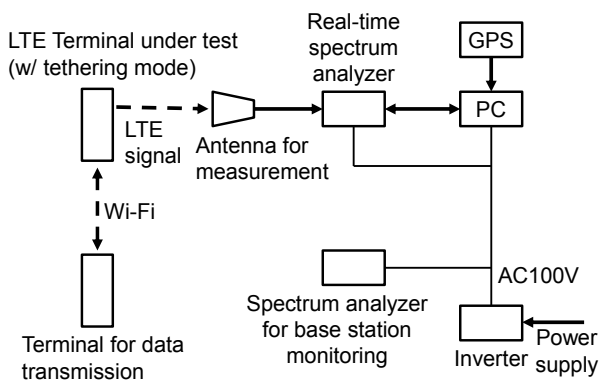 LTE Terminal under test
(w/ tethering mode)
Real-time
spectrum
analyzer
GPS
PC
LTE
signal
Antenna for
measurement
Wi-Fi
AC100V
Spectrum analyzer
for base station
monitoring
Inverter
Power
supply
Terminal for data
transmission